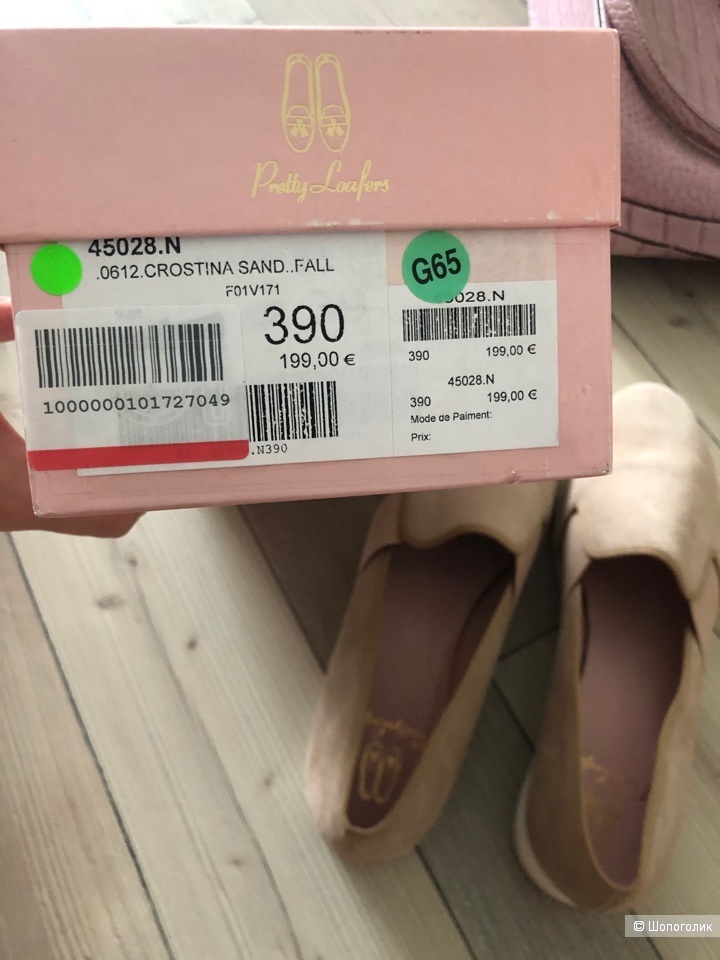 Pretty Loafers
45028.N
.0612.CROSTINA SAND..FALL
F01V171
390
199,00 €
1000000101727049
.N390
G65
5028.N
390 199,00 €
45028.N
390 199,00 €
Mode de Paiment:
Prix:
© Шопоголик